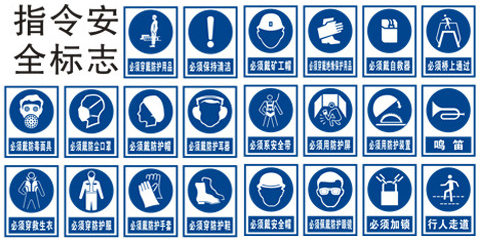 指令安
全标志
必须穿戴防护用品
必须保持清洁
必须戴矿工帽
必须穿戴绝缘保护用品
必须戴自救器
必须桥上通过
必须戴防毒面具
必须戴防尘口罩
必须戴防护帽
必须戴防护耳器
必须系安全带
必须用防护屏
必须用防护装置
鸣笛
必须穿救生衣
必须穿防护服
必须戴防护手套
必须穿防护鞋
必须戴安全帽
必须戴防护眼镜
必须加锁
行人走道